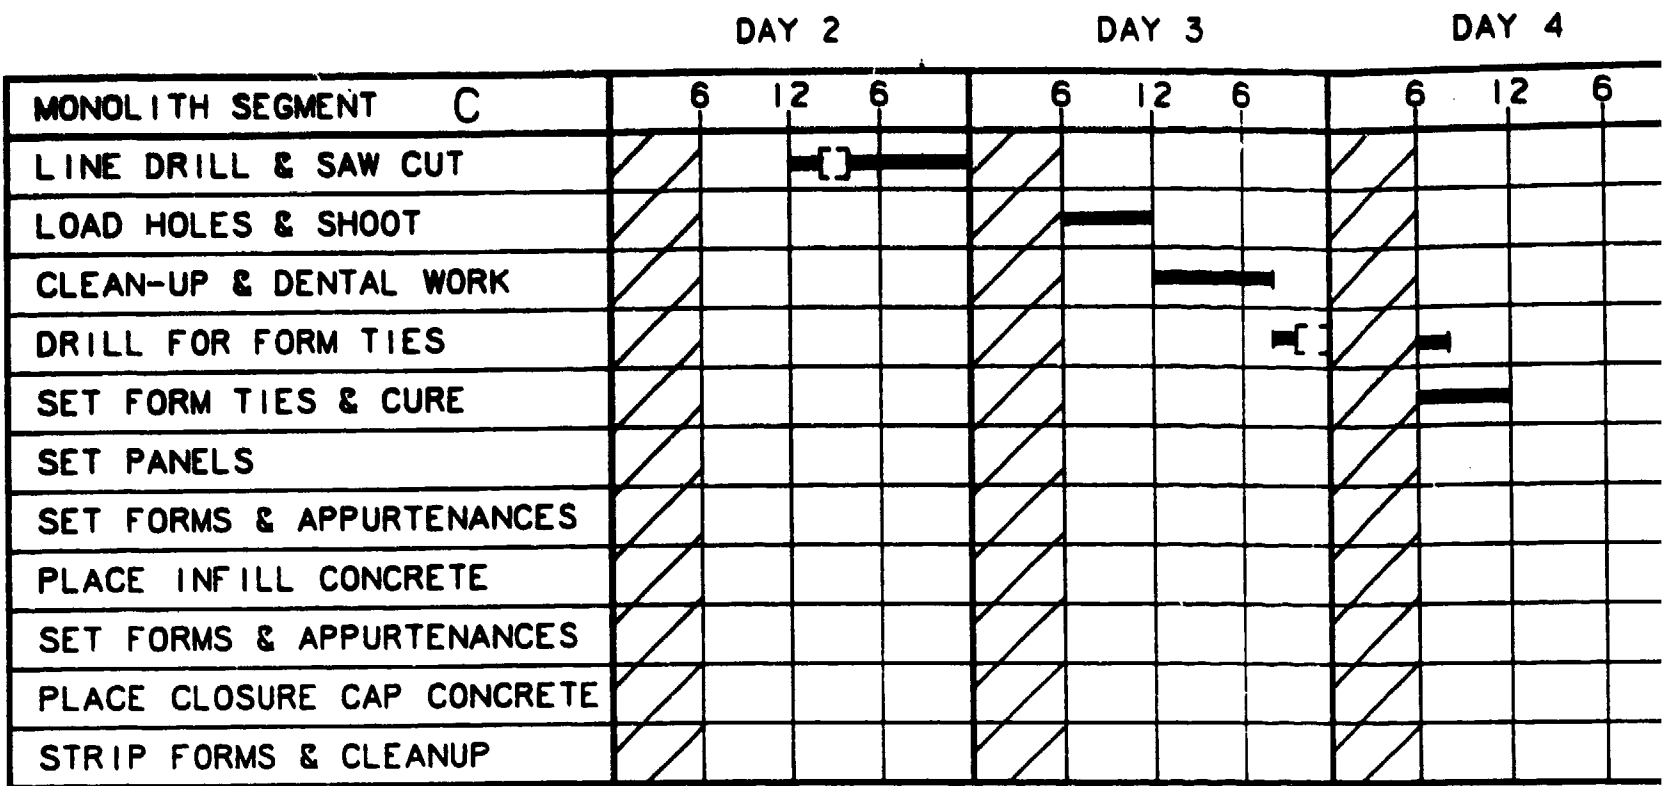 DAY 2 DAY 3 DAY 4
MONOLITH SEGMENT C 6 12 6 6 12 6 6 12 6
LINE DRILL & SAW CUT
LOAD HOLES & SHOOT
CLEAN-UP & DENTAL WORK
DRILL FOR FORM TIES
SET FORM TIES & CURE
SET PANELS
SET FORMS & APPURTENANCES
PLACE INFILL CONCRETE
SET FORMS & APPURTENANCES
PLACE CLOSURE CAP CONCRETE
STRIP FORMS & CLEANUP